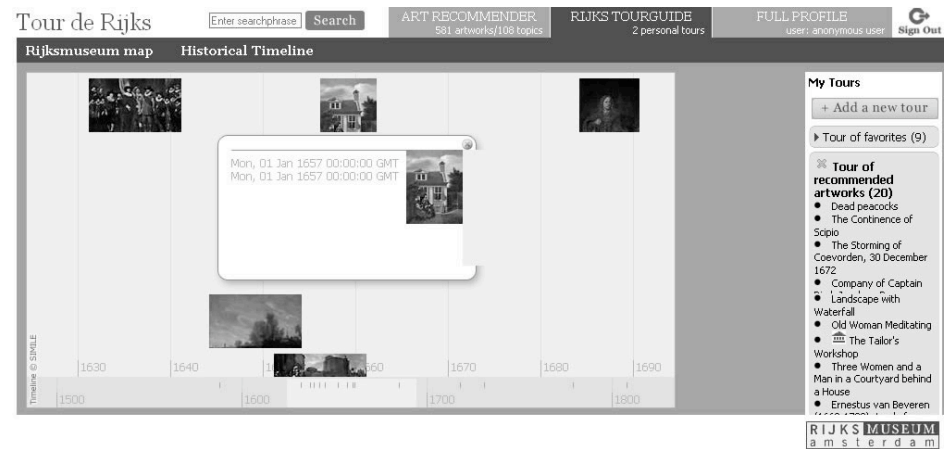 Tour de Rijks
Enter searchphrase Search
ART RECOMMENDER
581 artworks/108 topics
RIJKS TOURGUIDE
2 personal tours
FULL PROFILE
user: anonymous user
Sign Out
Rijksmuseum map Historical Timeline
Mon, 01 Jan 1657 00:00:00 GMT
Mon, 01 Jan 1657 00:00:00 GMT
1630 1640 60 1670 1680 1690
1500 1600 1700 1800
Timeline © SIMILE
My Tours
+ Add a new tour
Tour of favorites (9)
Tour of
recommended
artworks (20)
• Dead peacocks
• The Continence of
Scipio
• The Storming of
Coevorden, 30 December
1672
• Company of Captain
• Landscape with
Waterfall
• Old Woman Meditating
• The Tailor's
Workshop
• Three Women and a
Man in a Courtyard behind
a House
• Ernestus van Beveren
RIJKSMUSEUM
amsterdam